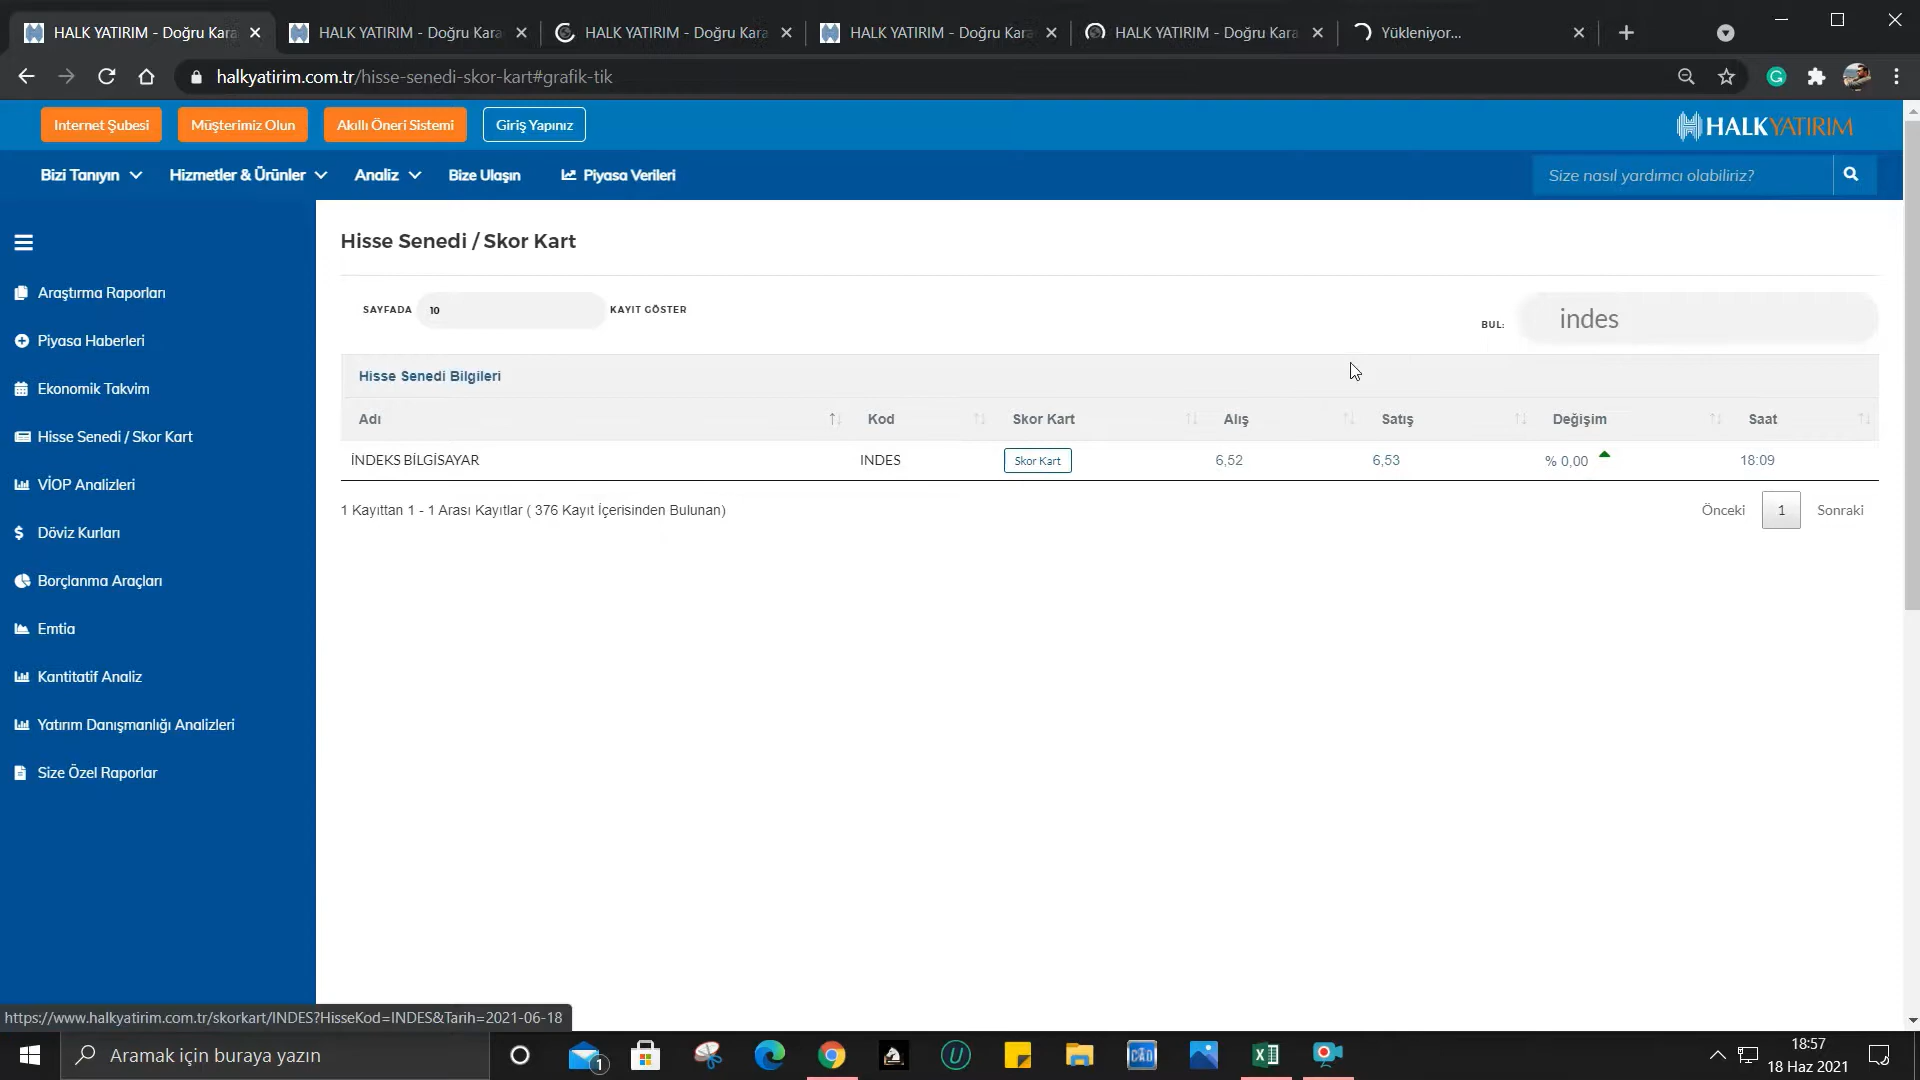 HALK YATIRIM - Doğru Kara
HALK YATIRIM - Doğru Kara
HALK YATIRIM - Doğru Kara
HALK YATIRIM - Doğru Kara
HALK YATIRIM - Doğru Kara
Yükleniyor...
halkyatirim.com.tr/hisse-senedi-skor-kart#grafik-tik
Internet Şubesi
Müşterimiz Olun
Akıllı Öneri Sistemi
Giriş Yapınız
HALKYATIRIM
Bizi Tanıyın
Hizmetler & Ürünler
Analiz
Bize Ulaşın
Piyasa Verileri
Size nasıl yardımcı olabiliriz?
Araştırma Raporları
Piyasa Haberleri
Ekonomik Takvim
Hisse Senedi / Skor Kart
VİOP Analizleri
Döviz Kurları
Borçlanma Araçları
Emtia
Kantitatif Analiz
Yatırım Danışmanlığı Analizleri
Size Özel Raporlar
Hisse Senedi / Skor Kart
SAYFADA 10 KAYIT GÖSTER
BUL: indes
Hisse Senedi Bilgileri
Adı Kod Skor Kart Alış Satış Değişim Saat
İNDEKS BİLGİSAYAR INDES Skor Kart 6,52 6,53 % 0,00 18:09
1 Kayıttan 1 - 1 Arası Kayıtlar ( 376 Kayıt İçerisinden Bulunan)
Önceki 1 Sonraki
https://www.halkyatirim.com.tr/skorkart/INDES?HisseKod=INDES&Tarih=2021-06-18
Aramak için buraya yazın
1
CAD
18:57
18 Haz 2021